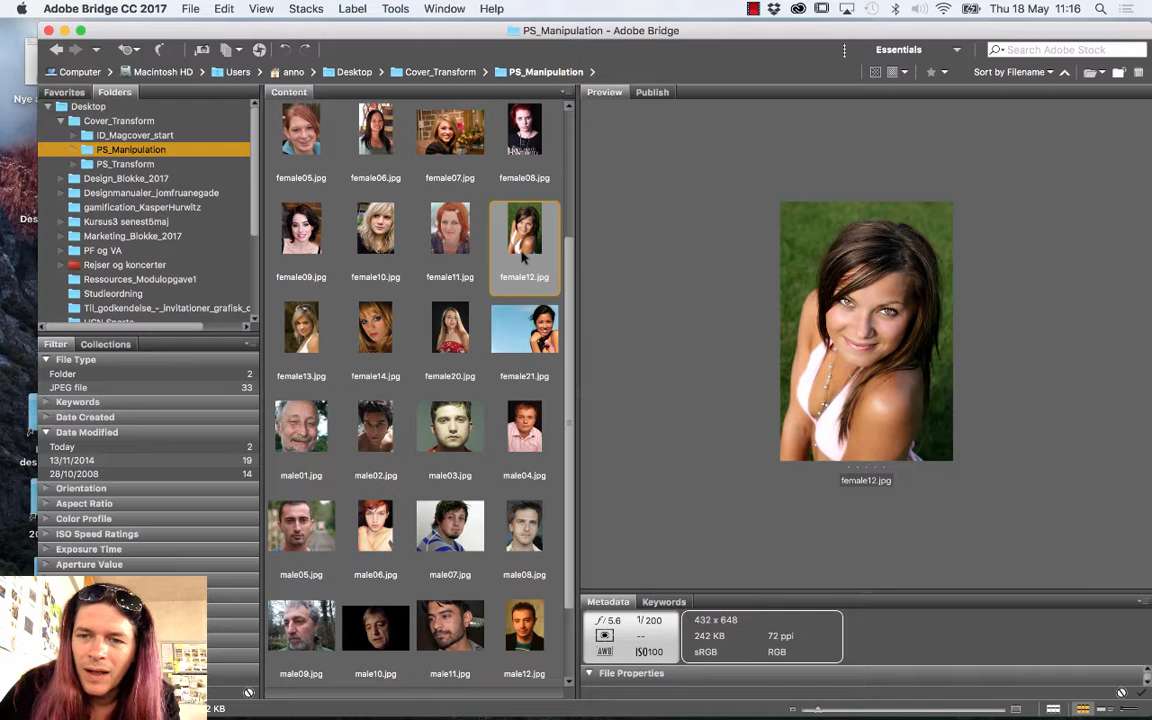 Adobe Bridge CC 2017 File Edit View Stacks Label Tools Window Help Thu 18 May 11:16
PS_Manipulation - Adobe Bridge
Essentials Search Adobe Stock
Computer Macintosh HD Users anno Desktop Cover_Transform PS_Manipulation Sort by Filename
Favorites Folders
Desktop
Cover_Transform
ID_Magcover_start
PS_Manipulation
PS_Transform
Design_Blokke_2017
Designmanualer_jomfruanegade
gamification_KasperHurwitz
Kursus3 senest5maj
Marketing_Blokke_2017
PF og VA
Rejser og koncerter
Ressources_Modulopgave1
Studieordning
Til_godkendelse_-_invitationer_grafisk_c
Filter Collections
File Type
Folder 2
JPEG file 33
Keywords
Date Created
Date Modified
Today 2
13/11/2014 19
28/10/2008 14
Orientation
Aspect Ratio
Color Profile
ISO Speed Ratings
Exposure Time
Aperture Value
Content
female05.jpg female06.jpg female07.jpg female08.jpg
female09.jpg female10.jpg female11.jpg female12.jpg
female13.jpg female14.jpg female20.jpg female21.jpg
male01.jpg male02.jpg male03.jpg male04.jpg
male05.jpg male06.jpg male07.jpg male08.jpg
male09.jpg male10.jpg male11.jpg male12.jpg
Preview Publish
female12.jpg
Metadata Keywords
f/5.6 1/200
-- 
AWB ISO100
432 x 648
242 KB 72 ppi
sRGB RGB
File Properties
2 KB